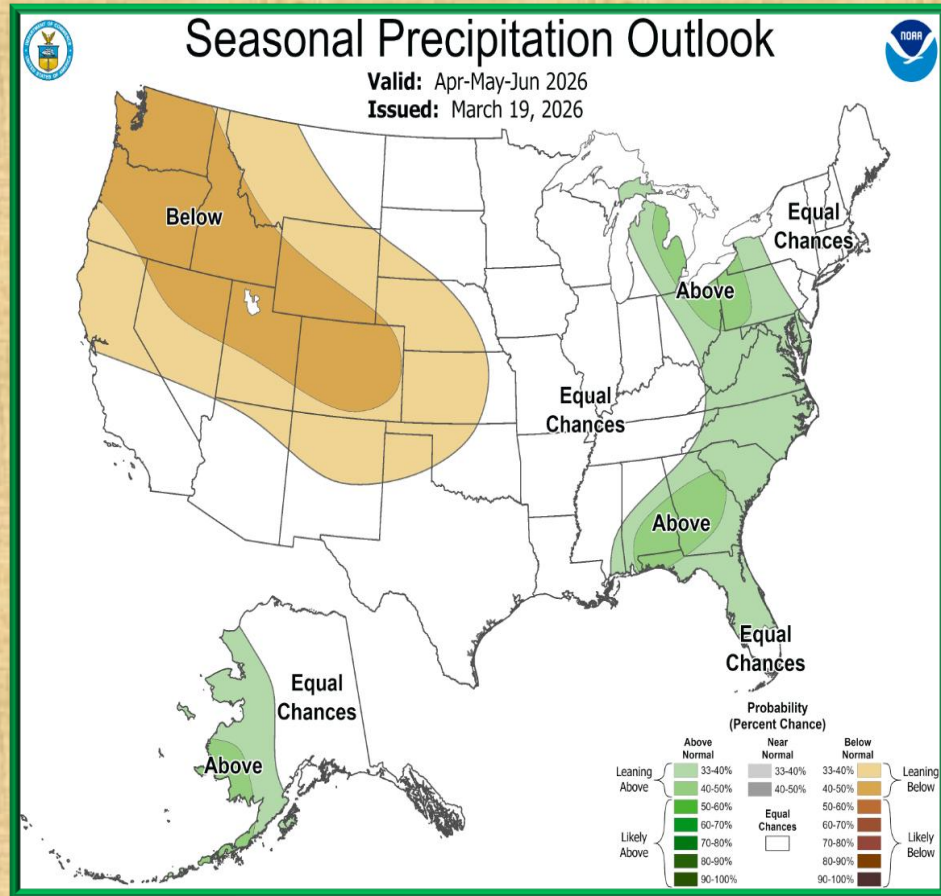 Seasonal Precipitation Outlook
NOAA
Valid: Apr-May-Jun 2026
Issued: March 19, 2026
Below
Equal
Chances
Above
Equal
Chances
Above
Equal
Chances
Equal
Chances
Above
Probability
(Percent Chance)
Above
Normal
Near
Normal
Below
Normal
Leaning
Above
33-40%
33-40%
33-40%
Leaning
Below
40-50%
40-50%
40-50%
Likely
Above
50-60%
Equal
Chances
50-60%
Likely
Below
60-70%
60-70%
70-80%
70-80%
80-90%
80-90%
90-100%
90-100%